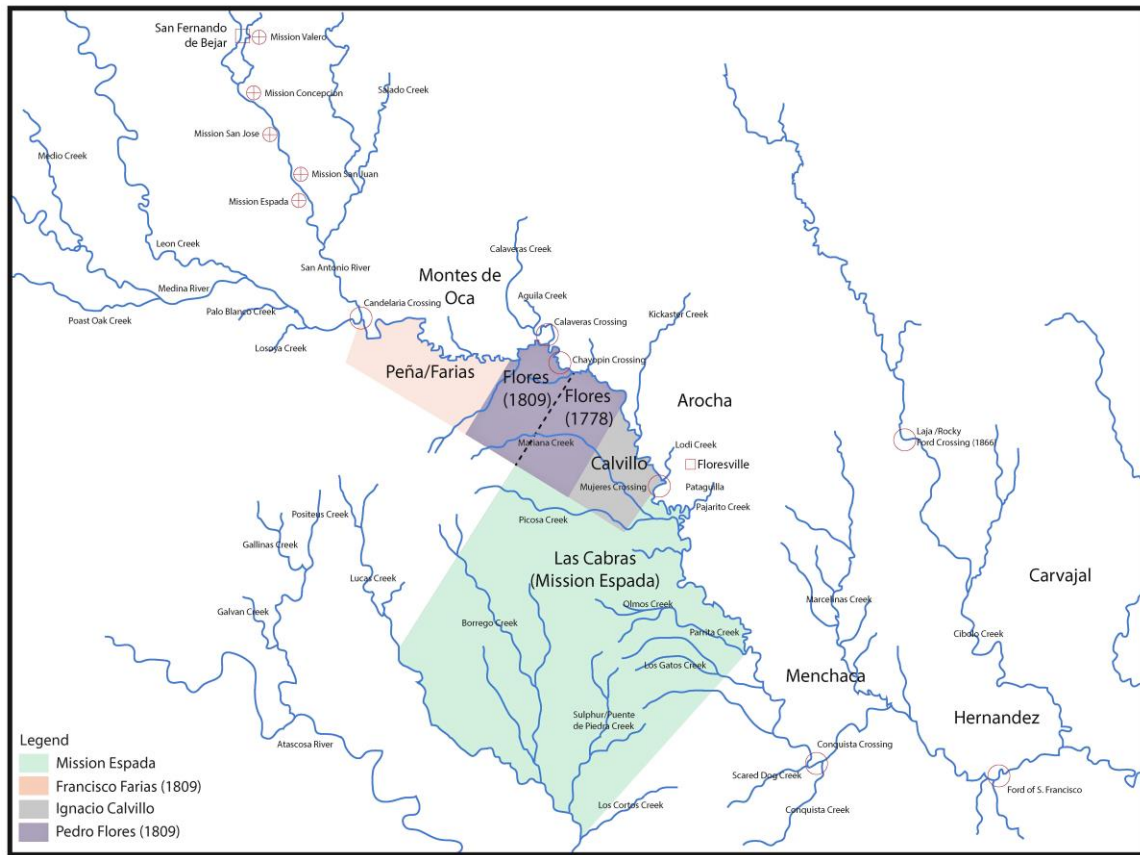 San Fernando
de Bejar
Mission Valero
Mission Concepcion
Salado Creek
Mission San Jose
Medio Creek
Mission San Juan
Mission Espada
Leon Creek
San Antonio River
Medina River
Palo Blanco Creek
Poast Oak Creek
Losoya Creek
Candelaria Crossing
Montes de
Oca
Calaveras Creek
Aguila Creek
Calaveras Crossing
Kickaster Creek
Chayopin Crossing
Peña/Farias
Flores
(1809)
Flores
(1778)
Arocha
Laja /Rocky
Ford Crossing (1866)
Mariana Creek
Lodi Creek
Calvillo
Floresville
Mujeres Crossing
Pataguilla
Pajarito Creek
Picosa Creek
Positeus Creek
Gallinas Creek
Las Cabras
(Mission Espada)
Lucas Creek
Carvajal
Galvan Creek
Olmos Creek
Marcelinas Creek
Borrego Creek
Parrita Creek
Cibolo Creek
Los Gatos Creek
Menchaca
Hernandez
Sulphur/Puente
de Piedra Creek
Atascosa River
Conquista Crossing
Scared Dog Creek
Ford of S. Francisco
Los Cortos Creek
Conquista Creek
Legend
Mission Espada
Francisco Farias (1809)
Ignacio Calvillo
Pedro Flores (1809)